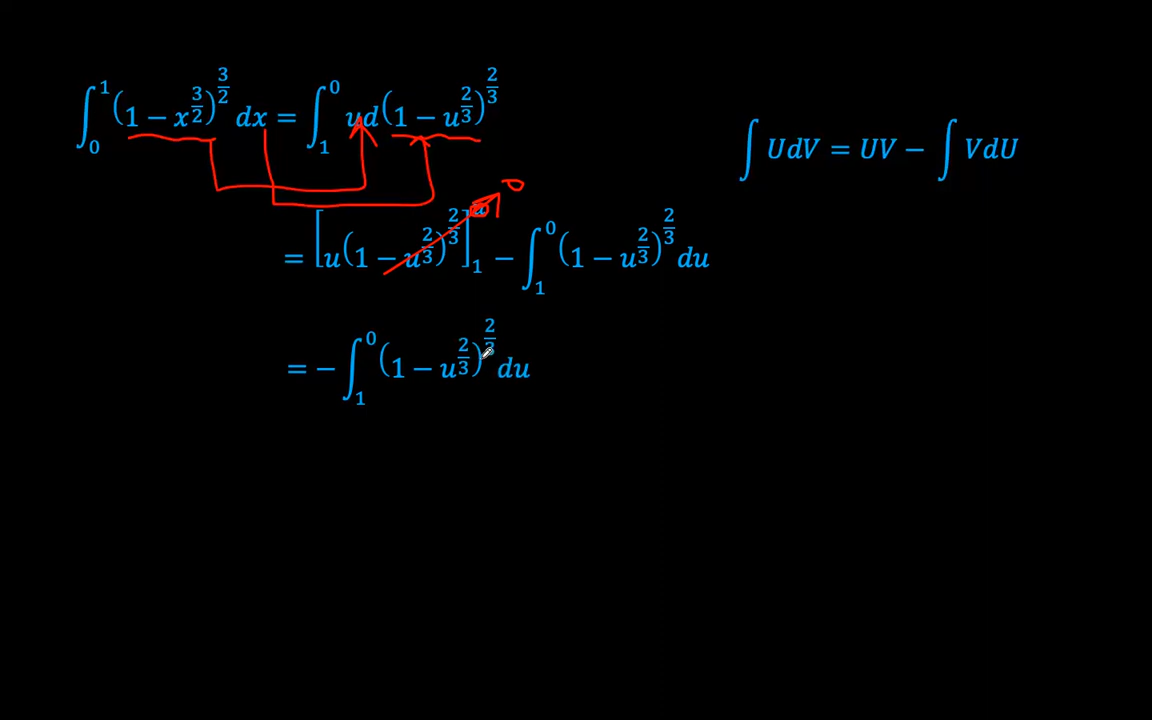 ∫₀¹ (1 − x^{3/2})^{3/2} dx = ∫₁⁰ ud(1 − u^{2/3})^{2/3}
∫ UdV = UV − ∫ VdU
= [u(1 − u^{2/3})^{2/3}]₁⁰ − ∫₁⁰ (1 − u^{2/3})^{2/3} du
0
= − ∫₁⁰ (1 − u^{2/3})^{2/3} du